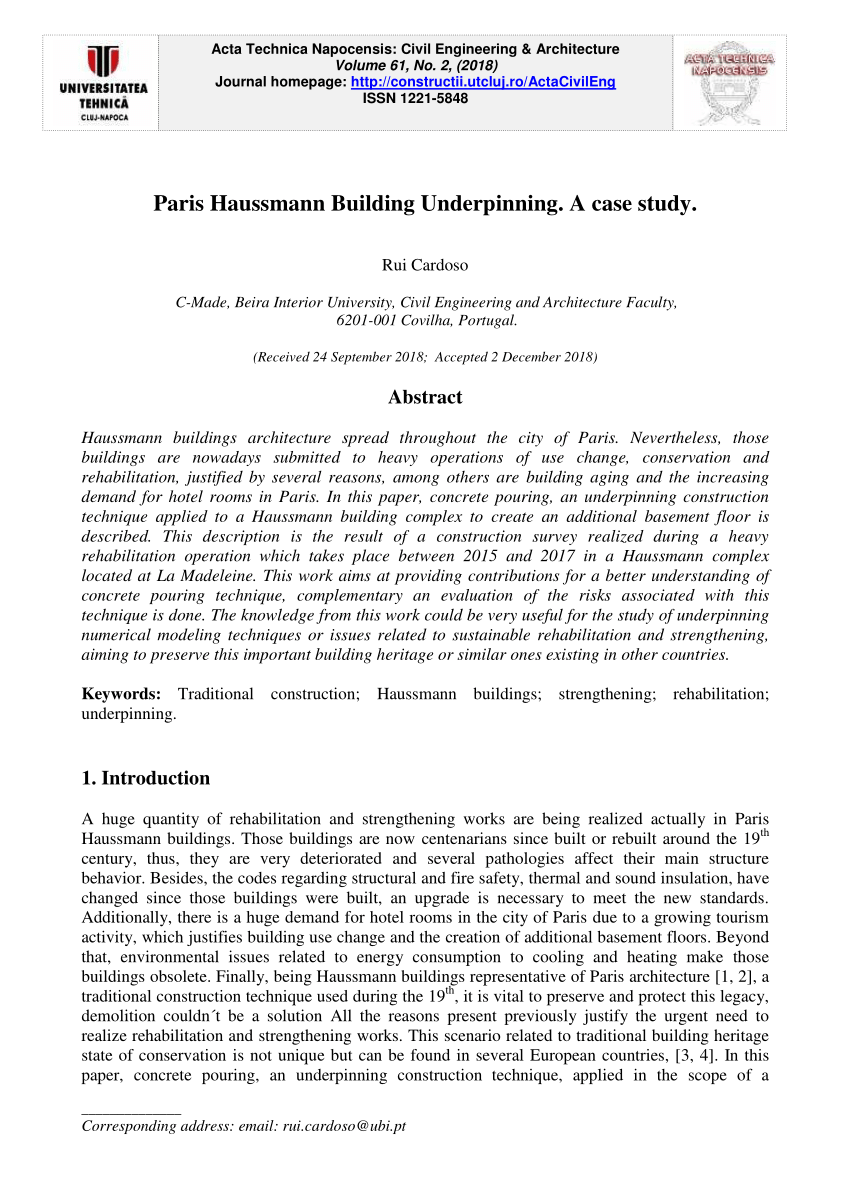 UNIVERSITATEA
TEHNICĂ
CLUJ-NAPOCA
Acta Technica Napocensis: Civil Engineering & Architecture
Volume 61, No. 2, (2018)
Journal homepage: http://constructii.utcluj.ro/ActaCivilEng
ISSN 1221-5848
ACTA TECHNICA
NAPOCENSIS
Paris Haussmann Building Underpinning. A case study.
Rui Cardoso
C-Made, Beira Interior University, Civil Engineering and Architecture Faculty,
6201-001 Covilha, Portugal.
(Received 24 September 2018; Accepted 2 December 2018)
Abstract
Haussmann buildings architecture spread throughout the city of Paris. Nevertheless, those
buildings are nowadays submitted to heavy operations of use change, conservation and
rehabilitation, justified by several reasons, among others are building aging and the increasing
demand for hotel rooms in Paris. In this paper, concrete pouring, an underpinning construction
technique applied to a Haussmann building complex to create an additional basement floor is
described. This description is the result of a construction survey realized during a heavy
rehabilitation operation which takes place between 2015 and 2017 in a Haussmann complex
located at La Madeleine. This work aims at providing contributions for a better understanding of
concrete pouring technique, complementary an evaluation of the risks associated with this
technique is done. The knowledge from this work could be very useful for the study of underpinning
numerical modeling techniques or issues related to sustainable rehabilitation and strengthening,
aiming to preserve this important building heritage or similar ones existing in other countries.
Keywords: Traditional construction; Haussmann buildings; strengthening; rehabilitation;
underpinning.
1. Introduction
A huge quantity of rehabilitation and strengthening works are being realized actually in Paris
Haussmann buildings. Those buildings are now centenarians since built or rebuilt around the 19th
century, thus, they are very deteriorated and several pathologies affect their main structure
behavior. Besides, the codes regarding structural and fire safety, thermal and sound insulation, have
changed since those buildings were built, an upgrade is necessary to meet the new standards.
Additionally, there is a huge demand for hotel rooms in the city of Paris due to a growing tourism
activity, which justifies building use change and the creation of additional basement floors. Beyond
that, environmental issues related to energy consumption to cooling and heating make those
buildings obsolete. Finally, being Haussmann buildings representative of Paris architecture [1, 2], a
traditional construction technique used during the 19th, it is vital to preserve and protect this legacy,
demolition couldn´t be a solution All the reasons present previously justify the urgent need to
realize rehabilitation and strengthening works. This scenario related to traditional building heritage
state of conservation is not unique but can be found in several European countries, [3, 4]. In this
paper, concrete pouring, an underpinning construction technique, applied in the scope of a
Corresponding address: email: rui.cardoso@ubi.pt